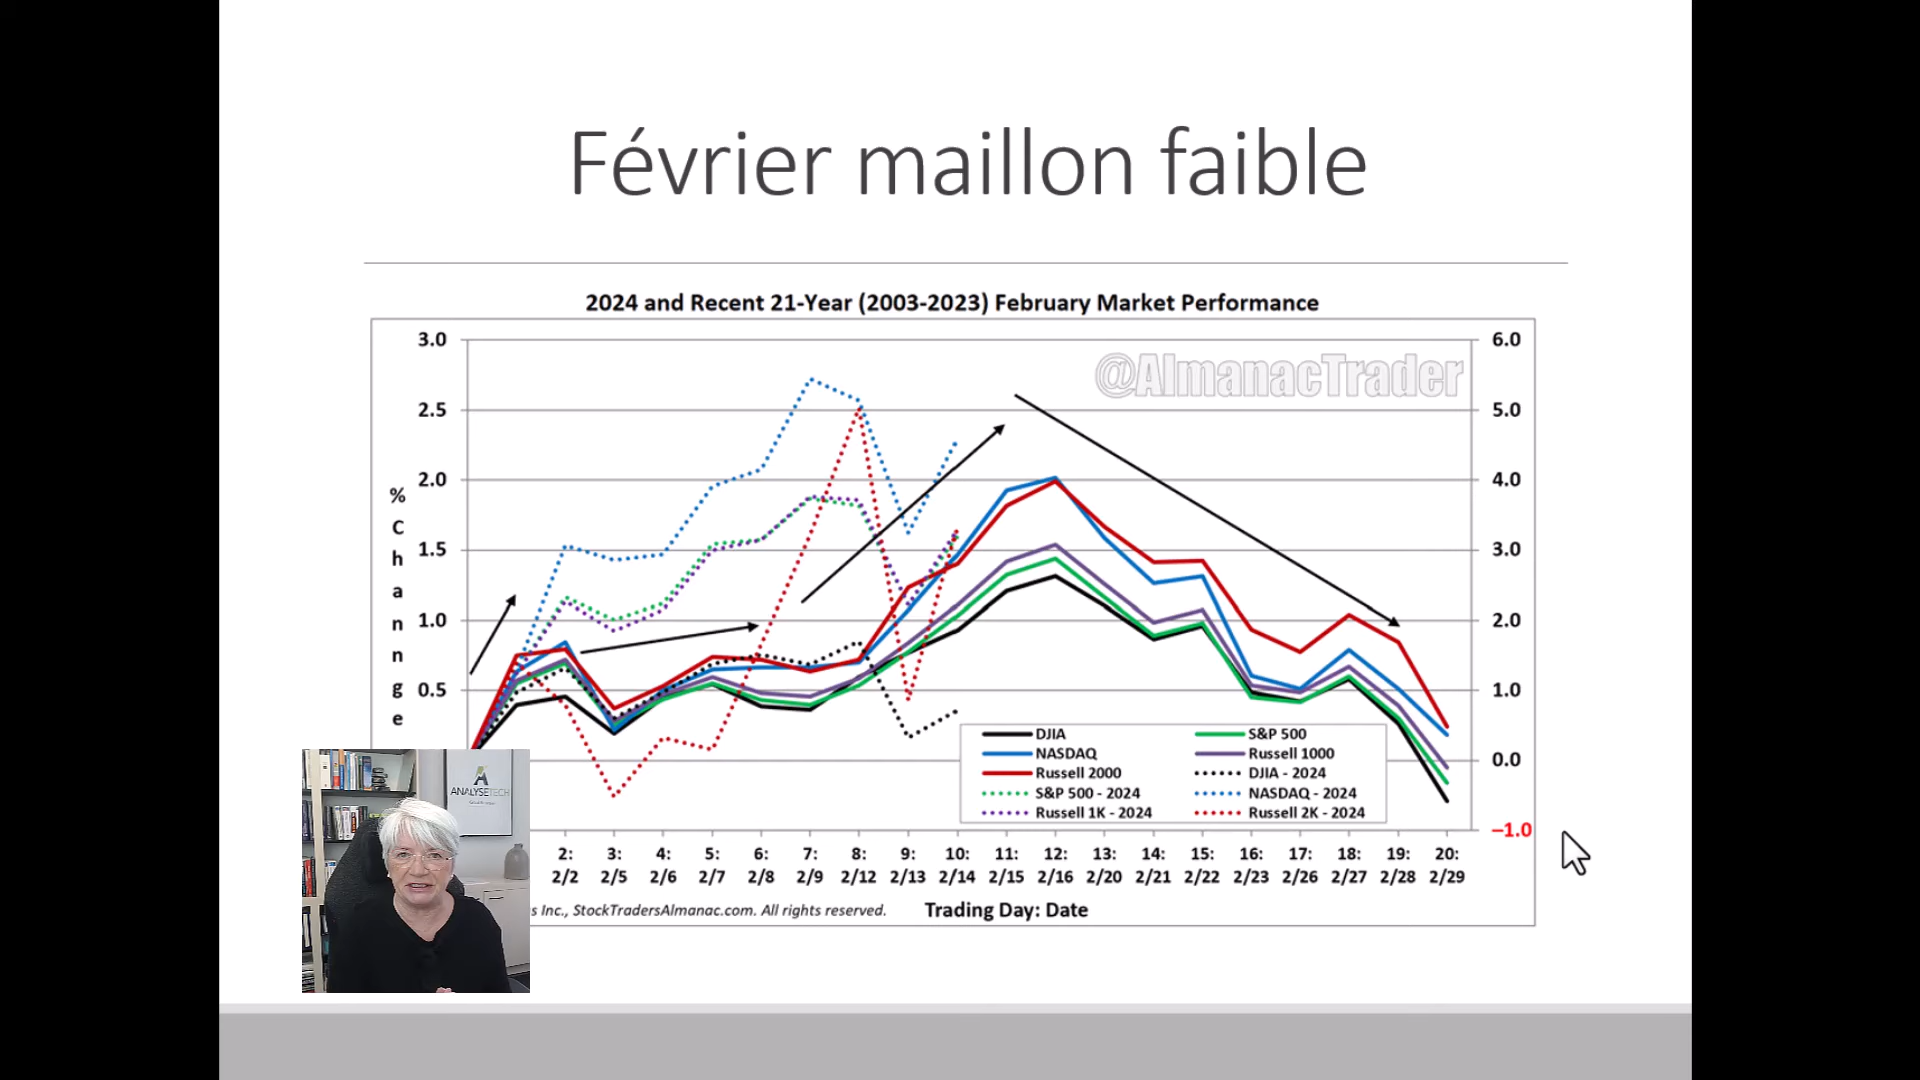 Février maillon faible
2024 and Recent 21-Year (2003-2023) February Market Performance
@AlmanacTrader
3.0
2.5
2.0
1.5
1.0
0.5
% Change
6.0
5.0
4.0
3.0
2.0
1.0
0.0
−1.0
DJIA
S&P 500
NASDAQ
Russell 1000
Russell 2000
DJIA - 2024
S&P 500 - 2024
NASDAQ - 2024
Russell 1K - 2024
Russell 2K - 2024
2: 3: 4: 5: 6: 7: 8: 9: 10: 11: 12: 13: 14: 15: 16: 17: 18: 19: 20:
2/2 2/5 2/6 2/7 2/8 2/9 2/12 2/13 2/14 2/15 2/16 2/20 2/21 2/22 2/23 2/26 2/27 2/28 2/29
Inc., StockTradersAlmanac.com. All rights reserved.
Trading Day: Date
ANALYSETECH